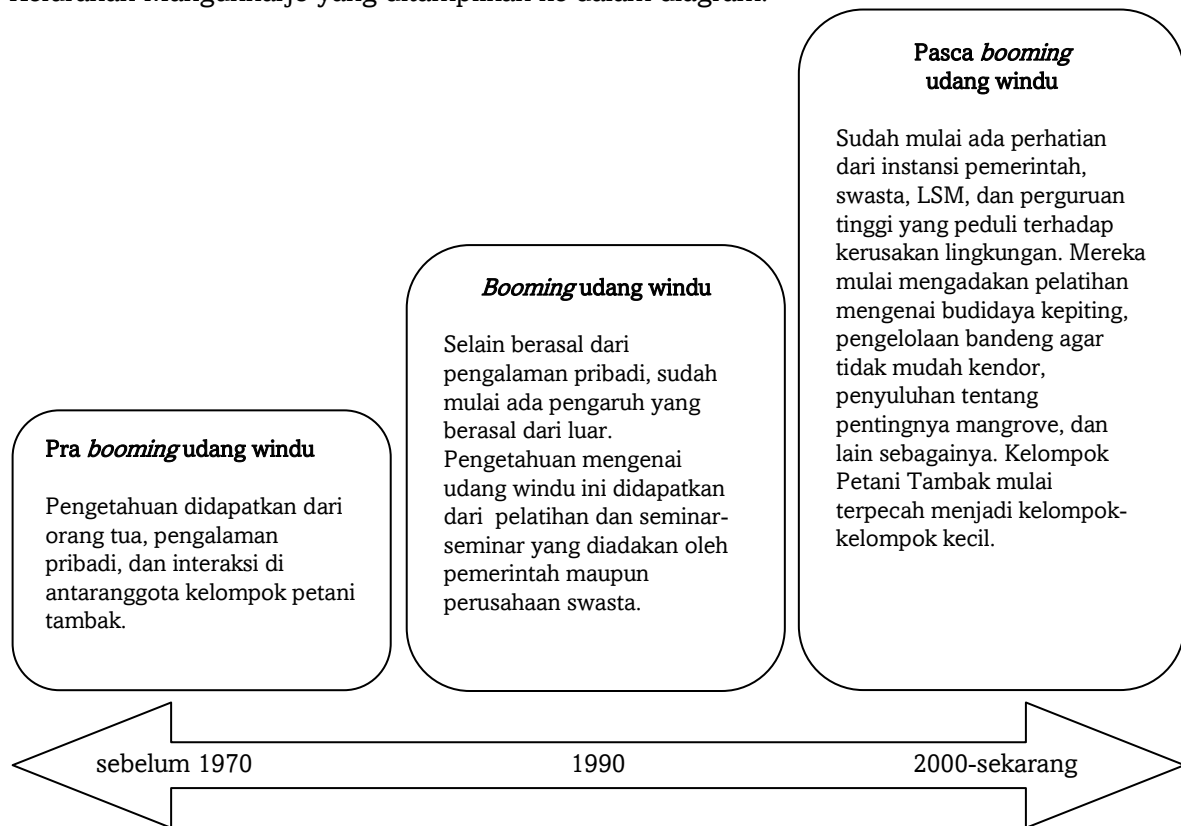 Kelurahan Mangunharjo yang ditampilkan ke dalam diagram.
Pra booming udang windu
Pengetahuan didapatkan dari
orang tua, pengalaman
pribadi, dan interaksi di
antaranggota kelompok petani
tambak.
Booming udang windu
Selain berasal dari
pengalaman pribadi, sudah
mulai ada pengaruh yang
berasal dari luar.
Pengetahuan mengenai
udang windu ini didapatkan
dari pelatihan dan seminar-
seminar yang diadakan oleh
pemerintah maupun
perusahaan swasta.
Pasca booming
udang windu
Sudah mulai ada perhatian
dari instansi pemerintah,
swasta, LSM, dan perguruan
tinggi yang peduli terhadap
kerusakan lingkungan. Mereka
mulai mengadakan pelatihan
mengenai budidaya kepiting,
pengelolaan bandeng agar
tidak mudah kendor,
penyuluhan tentang
pentingnya mangrove, dan
lain sebagainya. Kelompok
Petani Tambak mulai
terpecah menjadi kelompok-
kelompok kecil.
sebelum 1970
1990
2000-sekarang